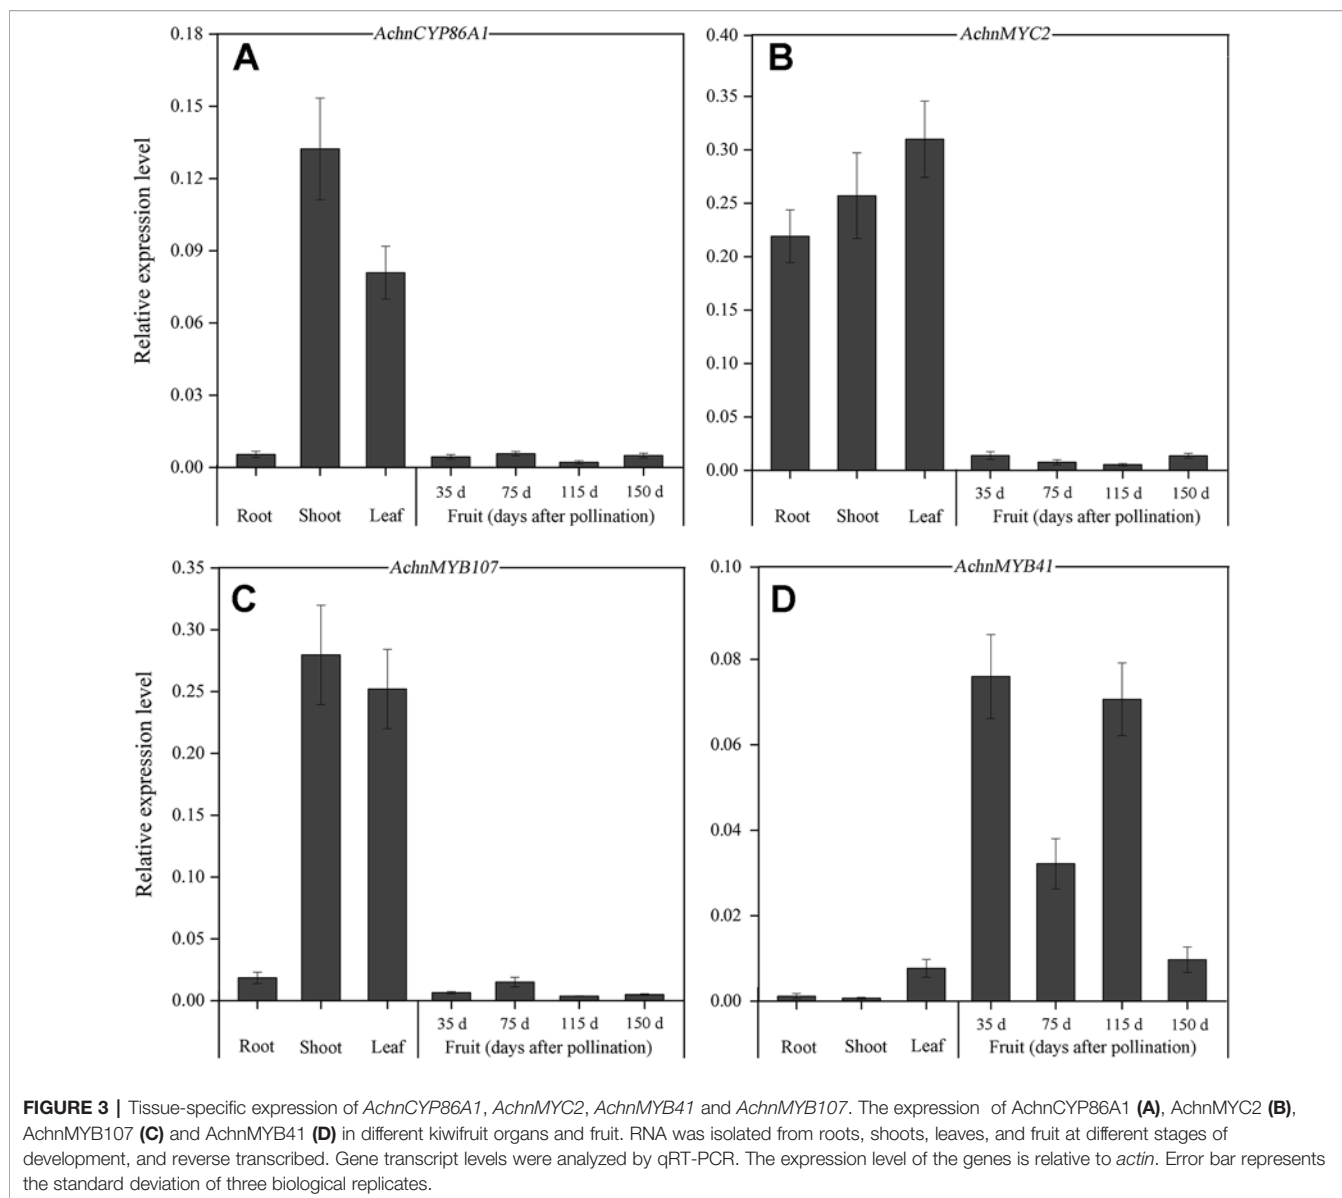 AchnCYP86A1
A
Relative expression level
0.18
0.15
0.12
0.09
0.06
0.03
0.00
35 d 75 d 115 d 150 d
Root Shoot Leaf Fruit (days after pollination)
AchnMYC2
B
0.40
0.35
0.30
0.25
0.20
0.15
0.10
0.05
0.00
35 d 75 d 115 d 150 d
Root Shoot Leaf Fruit (days after pollination)
AchnMYB107
C
Relative expression level
0.35
0.30
0.25
0.20
0.15
0.10
0.05
0.00
35 d 75 d 115 d 150 d
Root Shoot Leaf Fruit (days after pollination)
AchnMYB41
D
0.10
0.08
0.06
0.04
0.02
0.00
35 d 75 d 115 d 150 d
Root Shoot Leaf Fruit (days after pollination)
FIGURE 3 | Tissue-specific expression of AchnCYP86A1, AchnMYC2, AchnMYB41 and AchnMYB107. The expression of AchnCYP86A1 (A), AchnMYC2 (B),
AchnMYB107 (C) and AchnMYB41 (D) in different kiwifruit organs and fruit. RNA was isolated from roots, shoots, leaves, and fruit at different stages of
development, and reverse transcribed. Gene transcript levels were analyzed by qRT-PCR. The expression level of the genes is relative to actin. Error bar represents
the standard deviation of three biological replicates.